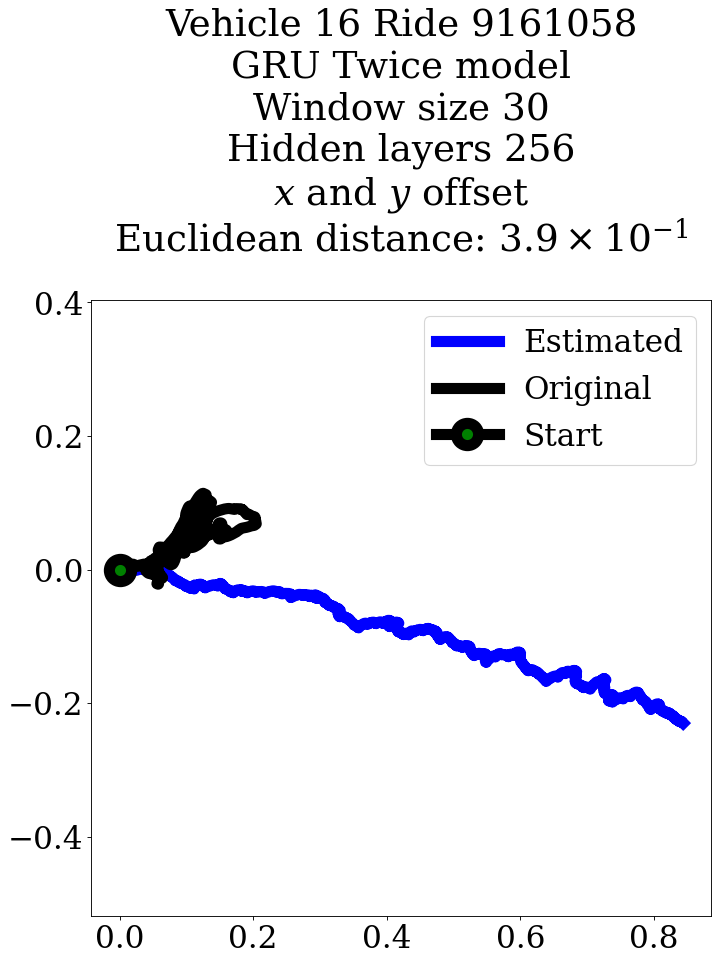 Vehicle 16 Ride 9161058
GRU Twice model
Window size 30
Hidden layers 256
x and y offset
Euclidean distance: 3.9 × 10⁻¹
0.4
0.2
0.0
−0.2
−0.4
Estimated
Original
Start
0.0 0.2 0.4 0.6 0.8